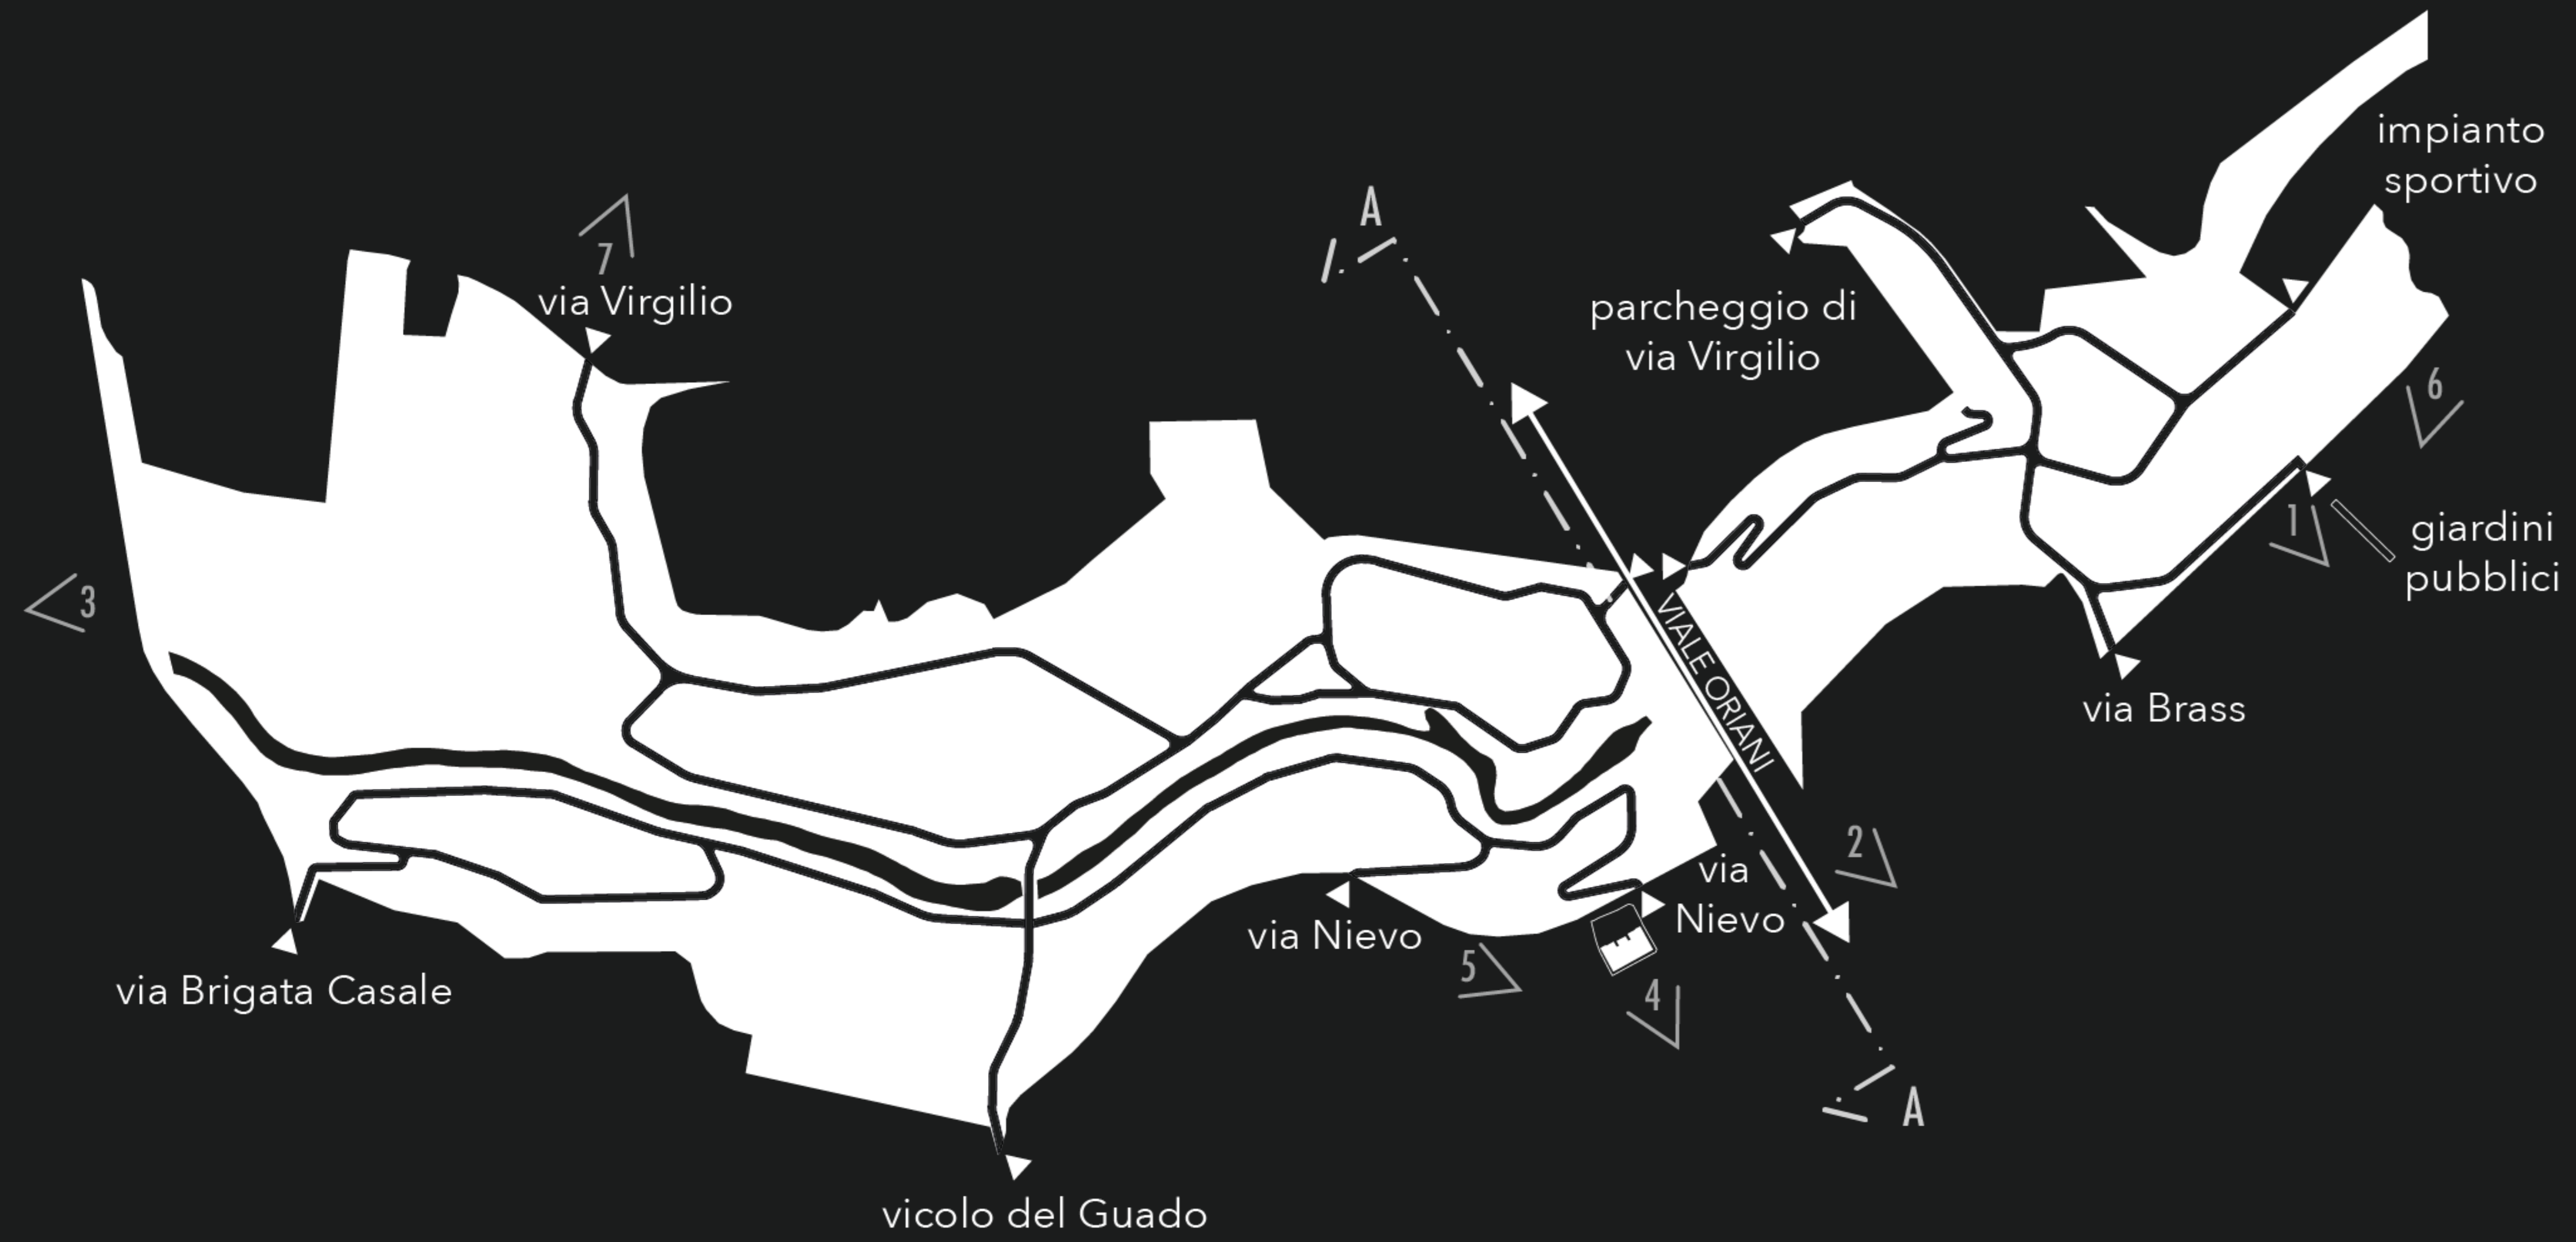 impianto
sportivo
A
7
via Virgilio
parcheggio di
via Virgilio
6
1
giardini
pubblici
3
VIALE ORIANI
via Brass
2
via
Nievo
via Nievo
5
4
via Brigata Casale
A
vicolo del Guado